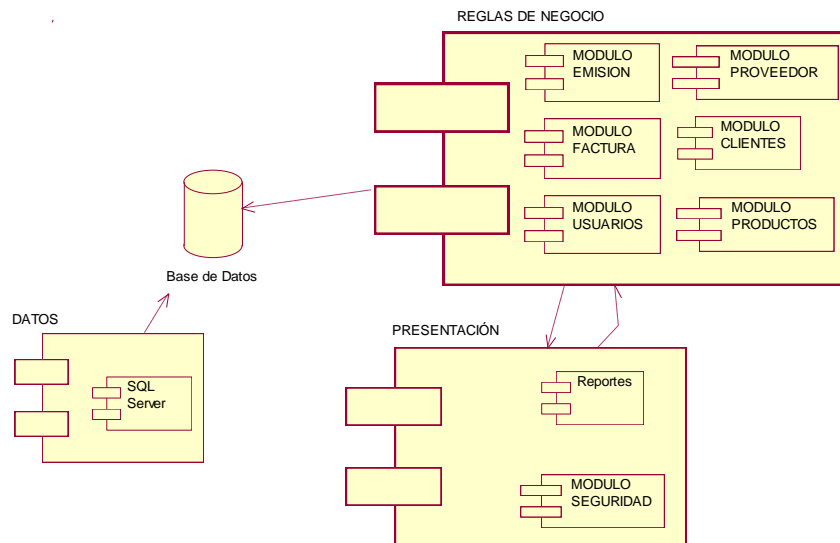 REGLAS DE NEGOCIO
MODULO
EMISION
MODULO
PROVEEDOR
MODULO
FACTURA
MODULO
CLIENTES
MODULO
USUARIOS
MODULO
PRODUCTOS
Base de Datos
DATOS
SQL
Server
PRESENTACIÓN
Reportes
MODULO
SEGURIDAD